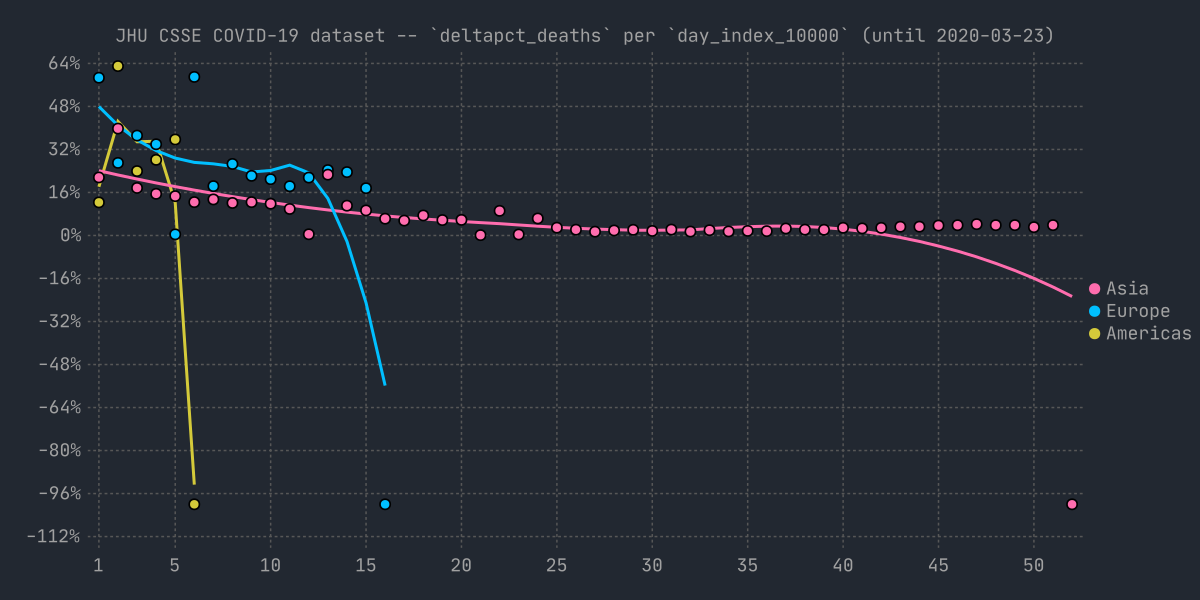 JHU CSSE COVID-19 dataset -- `deltapct_deaths` per `day_index_10000` (until 2020-03-23)
64%
48%
32%
16%
0%
-16%
-32%
-48%
-64%
-80%
-96%
-112%
1 5 10 15 20 25 30 35 40 45 50
Asia
Europe
Americas